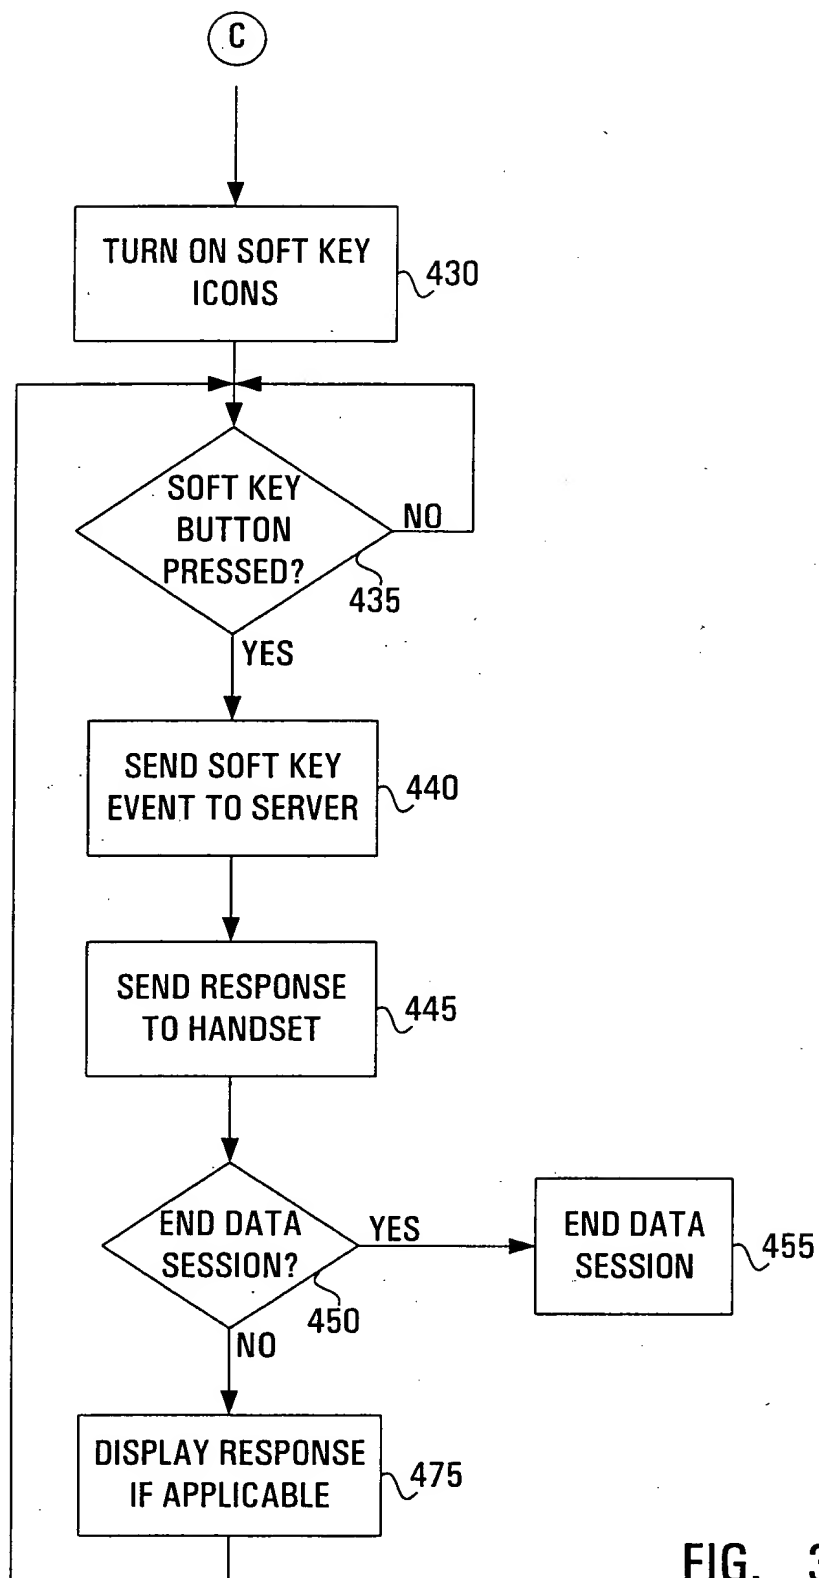 C
TURN ON SOFT KEY
ICONS
430
SOFT KEY
BUTTON
PRESSED?
NO
435
YES
SEND SOFT KEY
EVENT TO SERVER
440
SEND RESPONSE
TO HANDSET
445
END DATA
SESSION?
YES
450
END DATA
SESSION
455
NO
DISPLAY RESPONSE
IF APPLICABLE
475
FIG. 3